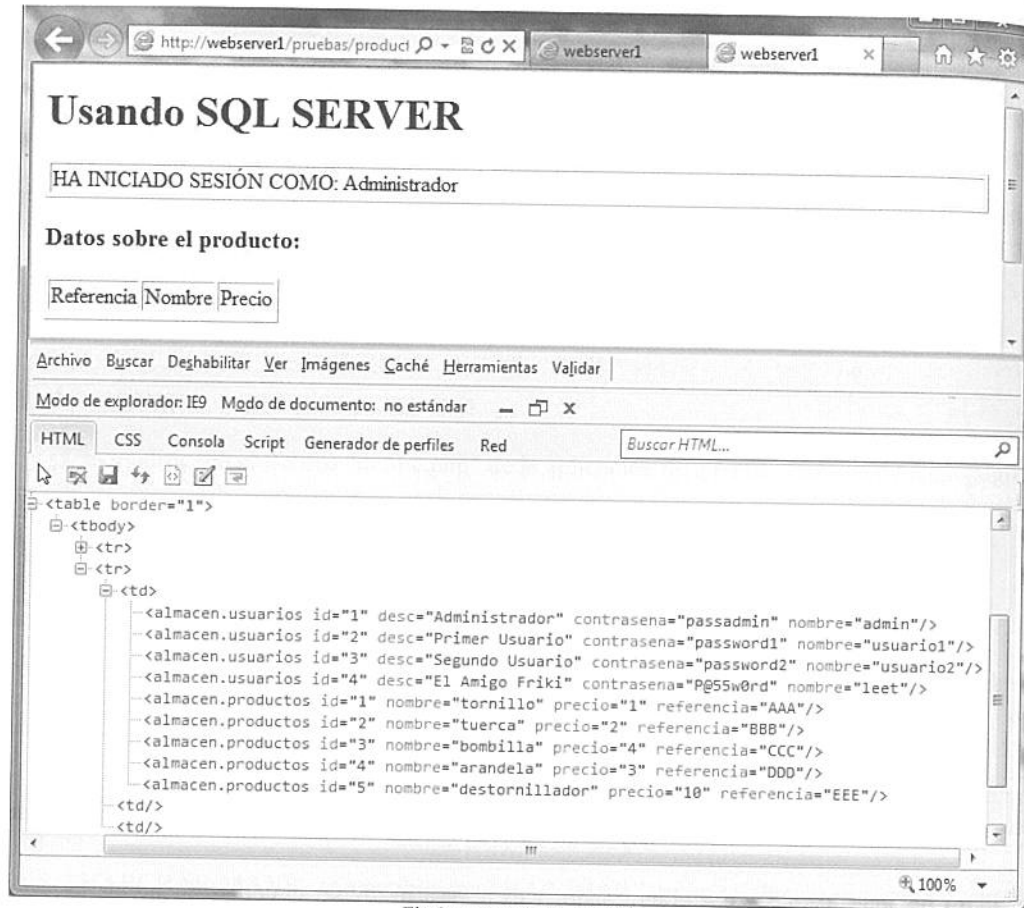 http://webserver1/pruebas/product
webserver1
webserver1
Usando SQL SERVER
HA INICIADO SESIÓN COMO: Administrador
Datos sobre el producto:
Referencia Nombre Precio
Archivo Buscar Deshabilitar Ver Imágenes Caché Herramientas Validar
Modo de explorador: IE9 Modo de documento: no estándar
HTML CSS Consola Script Generador de perfiles Red Buscar HTML...
<table border="1">
<tbody>
<tr>
<tr>
<td>
<almacen.usuarios id="1" desc="Administrador" contrasena="passadmin" nombre="admin"/>
<almacen.usuarios id="2" desc="Primer Usuario" contrasena="password1" nombre="usuario1"/>
<almacen.usuarios id="3" desc="Segundo Usuario" contrasena="password2" nombre="usuario2"/>
<almacen.usuarios id="4" desc="El Amigo Friki" contrasena="P@55w0rd" nombre="leet"/>
<almacen.productos id="1" nombre="tornillo" precio="1" referencia="AAA"/>
<almacen.productos id="2" nombre="tuerca" precio="2" referencia="BBB"/>
<almacen.productos id="3" nombre="bombilla" precio="4" referencia="CCC"/>
<almacen.productos id="4" nombre="arandela" precio="3" referencia="DDD"/>
<almacen.productos id="5" nombre="destornillador" precio="10" referencia="EEE"/>
<td/>
<td/>
100%